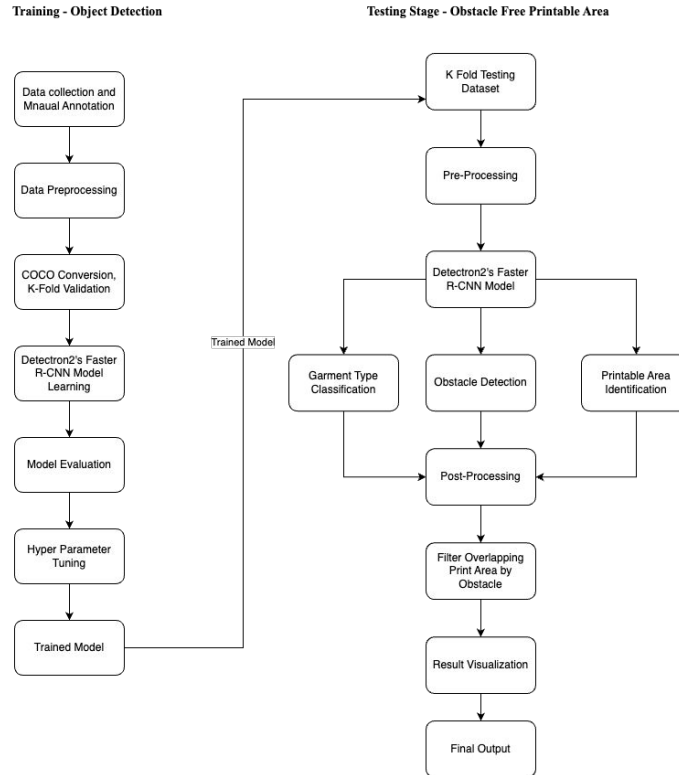 Training - Object Detection
Data collection and
Mnaual Annotation
Data Preprocessing
COCO Conversion,
K-Fold Validation
Detectron2's Faster
R-CNN Model
Learning
Model Evaluation
Hyper Parameter
Tuning
Trained Model
Trained Model
Testing Stage - Obstacle Free Printable Area
K Fold Testing
Dataset
Pre-Processing
Detectron2's Faster
R-CNN Model
Garment Type
Classification
Obstacle Detection
Printable Area
Identification
Post-Processing
Filter Overlapping
Print Area by
Obstacle
Result Visualization
Final Output